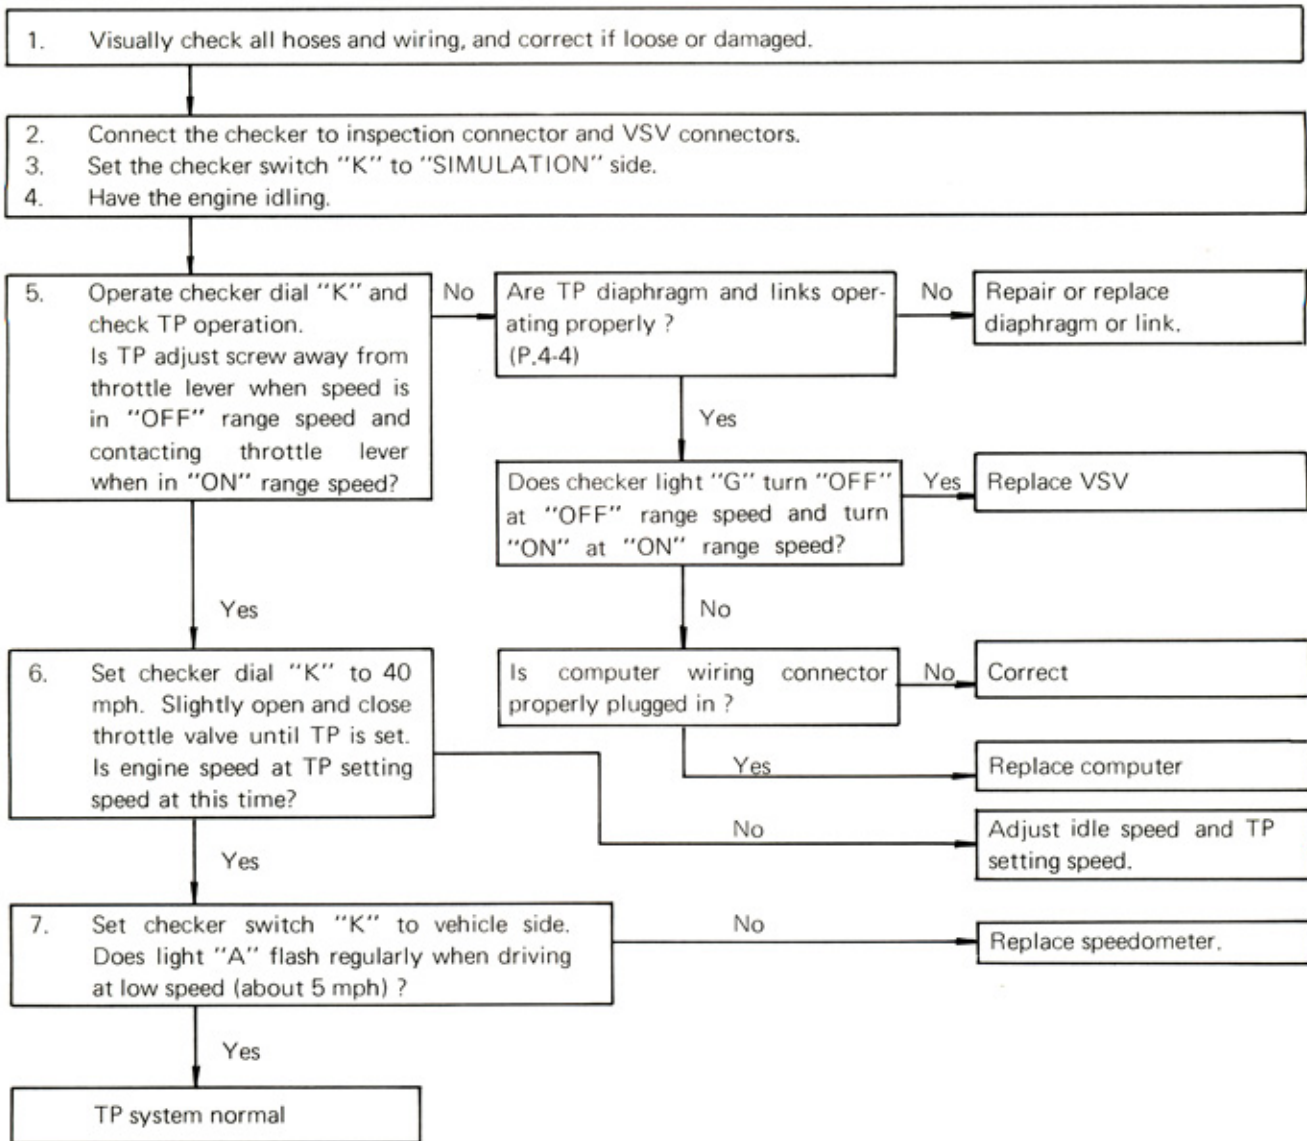 1. Visually check all hoses and wiring, and correct if loose or damaged.
2. Connect the checker to inspection connector and VSV connectors.
3. Set the checker switch "K" to "SIMULATION" side.
4. Have the engine idling.
5. Operate checker dial "K" and
check TP operation.
Is TP adjust screw away from
throttle lever when speed is
in "OFF" range speed and
contacting throttle lever
when in "ON" range speed?
No
Are TP diaphragm and links oper-
ating properly ?
(P.4-4)
No
Repair or replace
diaphragm or link.
Yes
Does checker light "G" turn "OFF"
at "OFF" range speed and turn
"ON" at "ON" range speed?
Yes
Replace VSV
Yes
No
6. Set checker dial "K" to 40
mph. Slightly open and close
throttle valve until TP is set.
Is engine speed at TP setting
speed at this time?
Is computer wiring connector
properly plugged in ?
No
Correct
Yes
Replace computer
No
Adjust idle speed and TP
setting speed.
Yes
7. Set checker switch "K" to vehicle side.
Does light "A" flash regularly when driving
at low speed (about 5 mph) ?
No
Replace speedometer.
Yes
TP system normal